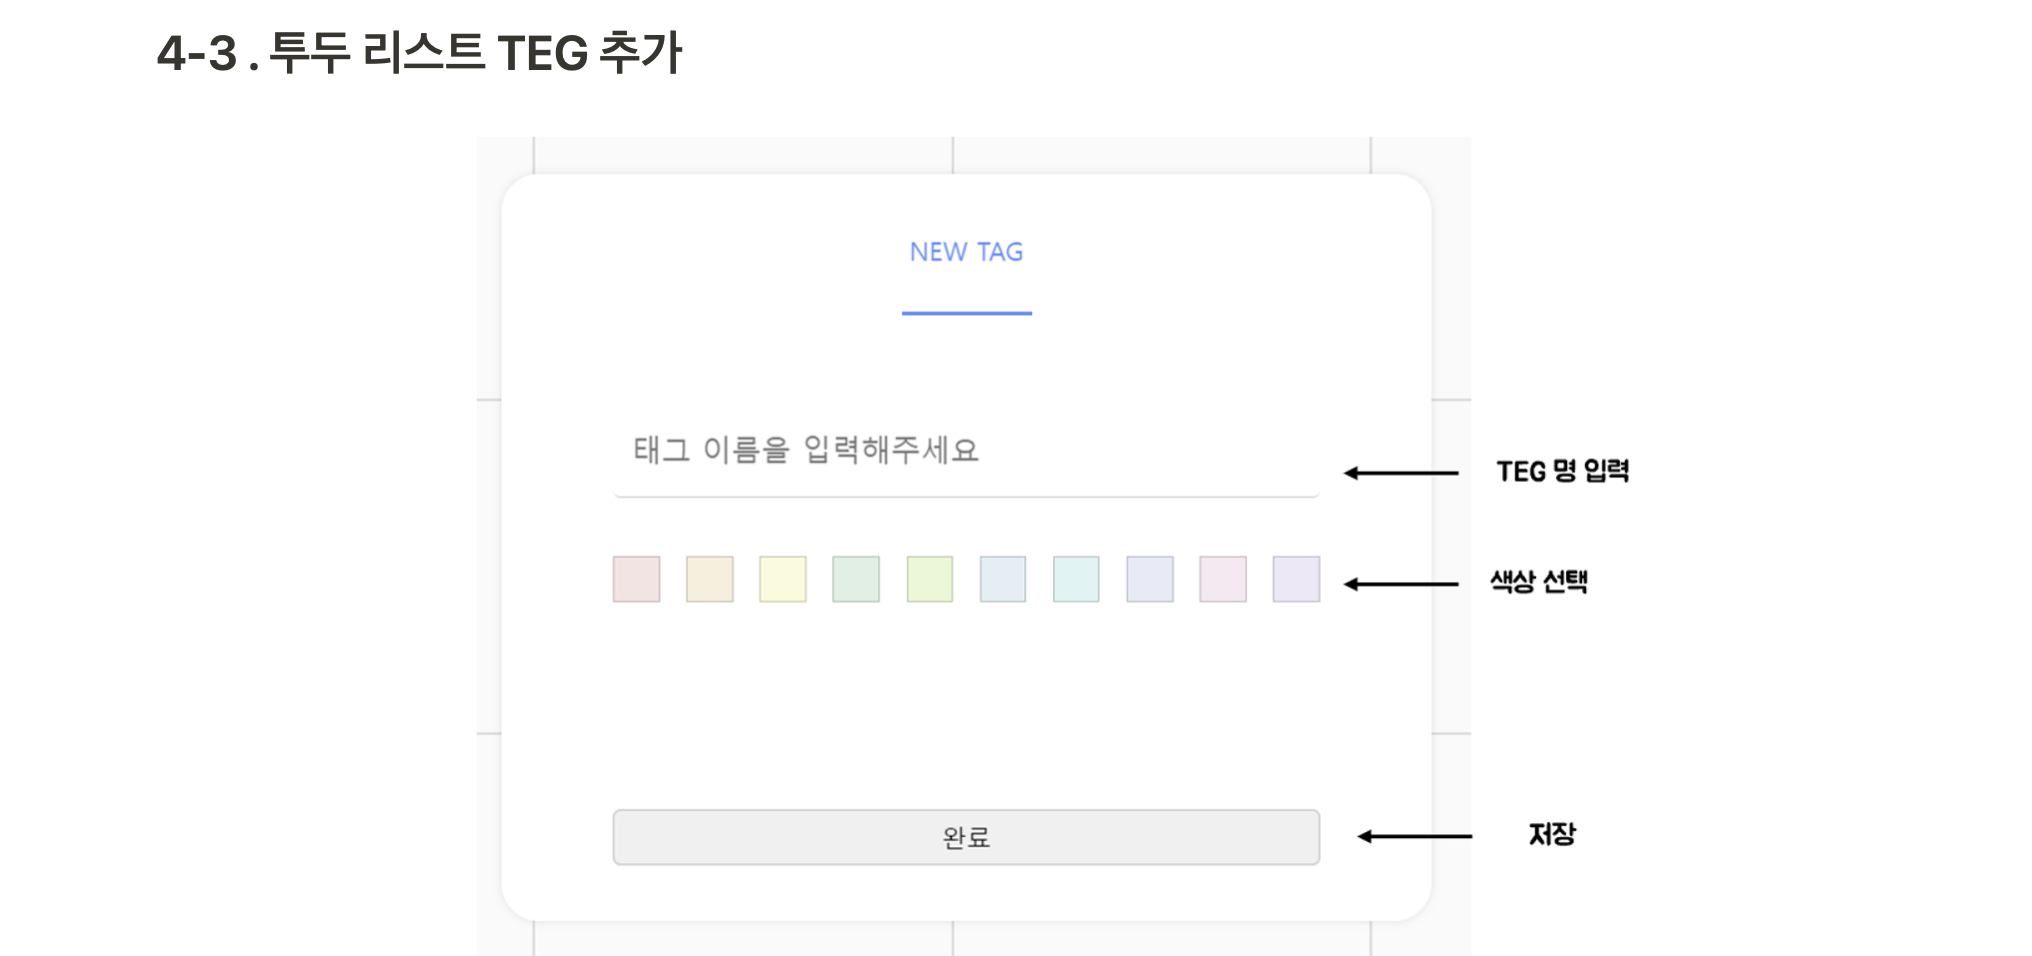 4-3 . 투두 리스트 TEG 추가
NEW TAG
태그 이름을 입력해주세요
TEG 명 입력
색상 선택
완료
저장